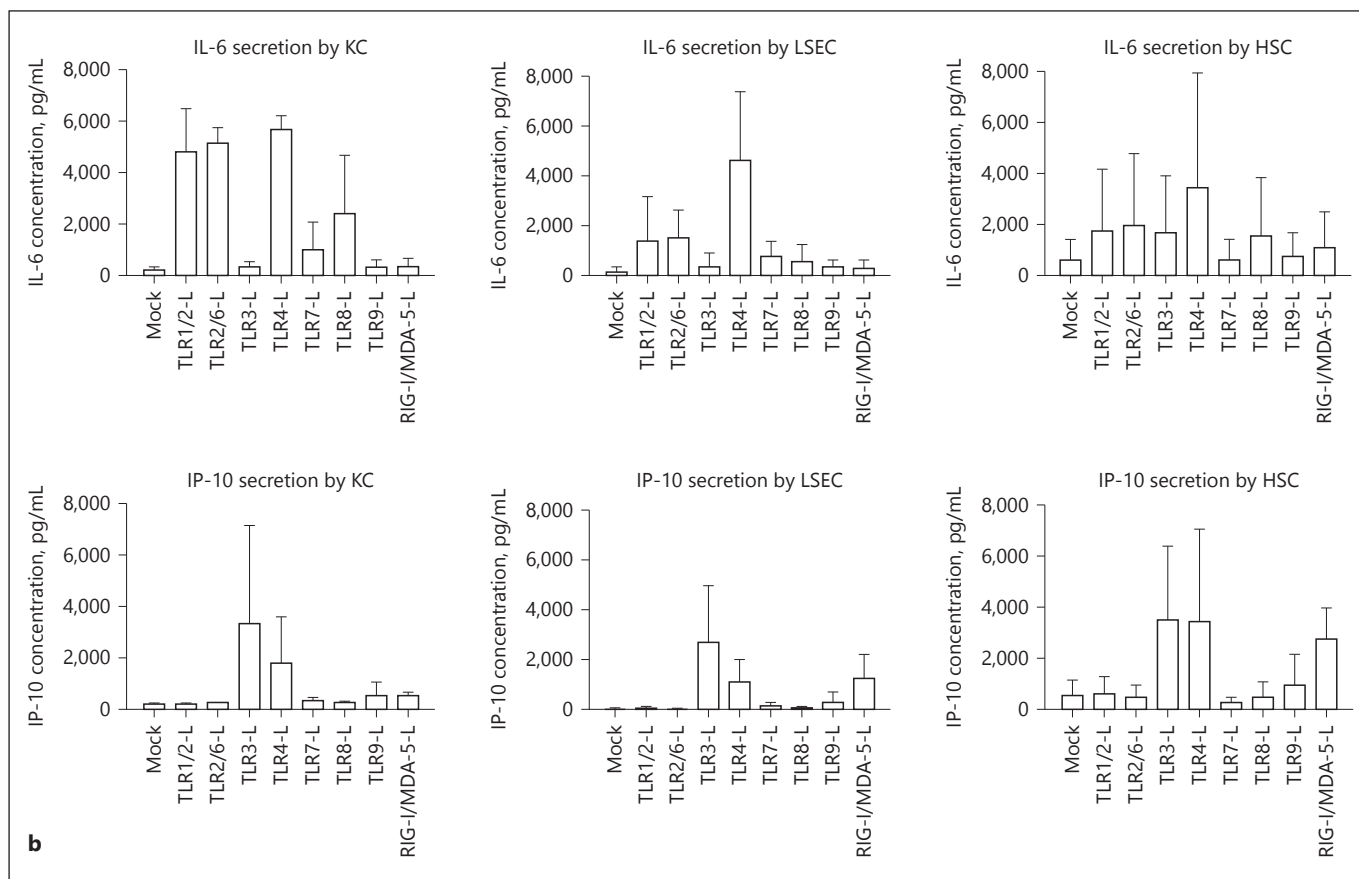 IL-6 secretion by KC
IL-6 concentration, pg/mL
8,000
6,000
4,000
2,000
0
Mock
TLR1/2-L
TLR2/6-L
TLR3-L
TLR4-L
TLR7-L
TLR8-L
TLR9-L
RIG-I/MDA-5-L
IL-6 secretion by LSEC
IL-6 concentration, pg/mL
8,000
6,000
4,000
2,000
0
Mock
TLR1/2-L
TLR2/6-L
TLR3-L
TLR4-L
TLR7-L
TLR8-L
TLR9-L
RIG-I/MDA-5-L
IL-6 secretion by HSC
IL-6 concentration, pg/mL
8,000
6,000
4,000
2,000
0
Mock
TLR1/2-L
TLR2/6-L
TLR3-L
TLR4-L
TLR7-L
TLR8-L
TLR9-L
RIG-I/MDA-5-L
IP-10 secretion by KC
IP-10 concentration, pg/mL
8,000
6,000
4,000
2,000
0
Mock
TLR1/2-L
TLR2/6-L
TLR3-L
TLR4-L
TLR7-L
TLR8-L
TLR9-L
RIG-I/MDA-5-L
IP-10 secretion by LSEC
IP-10 concentration, pg/mL
8,000
6,000
4,000
2,000
0
Mock
TLR1/2-L
TLR2/6-L
TLR3-L
TLR4-L
TLR7-L
TLR8-L
TLR9-L
RIG-I/MDA-5-L
IP-10 secretion by HSC
IP-10 concentration, pg/mL
8,000
6,000
4,000
2,000
0
Mock
TLR1/2-L
TLR2/6-L
TLR3-L
TLR4-L
TLR7-L
TLR8-L
TLR9-L
RIG-I/MDA-5-L
b